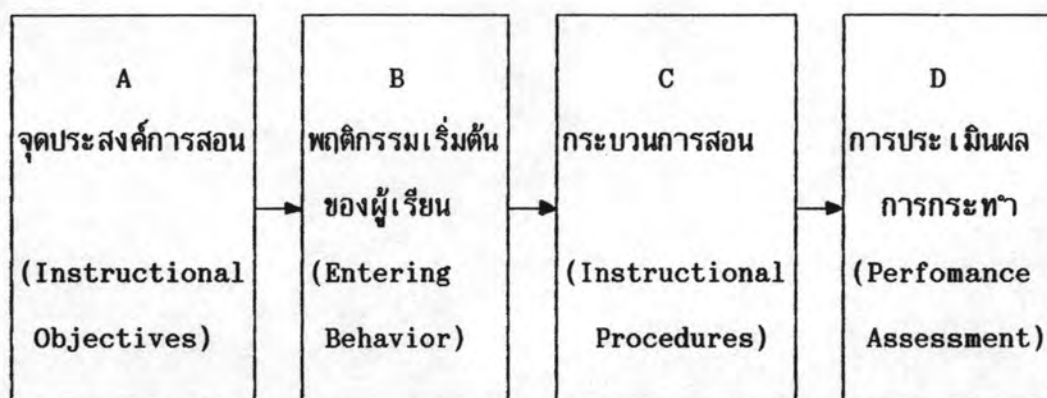 A
จุดประสงค์การสอน
(Instructional
Objectives)
B
พฤติกรรมเริ่มต้น
ของผู้เรียน
(Entering
Behavior)
C
กระบวนการสอน
(Instructional
Procedures)
D
การประเมินผล
การกระทำ
(Perfomance
Assessment)